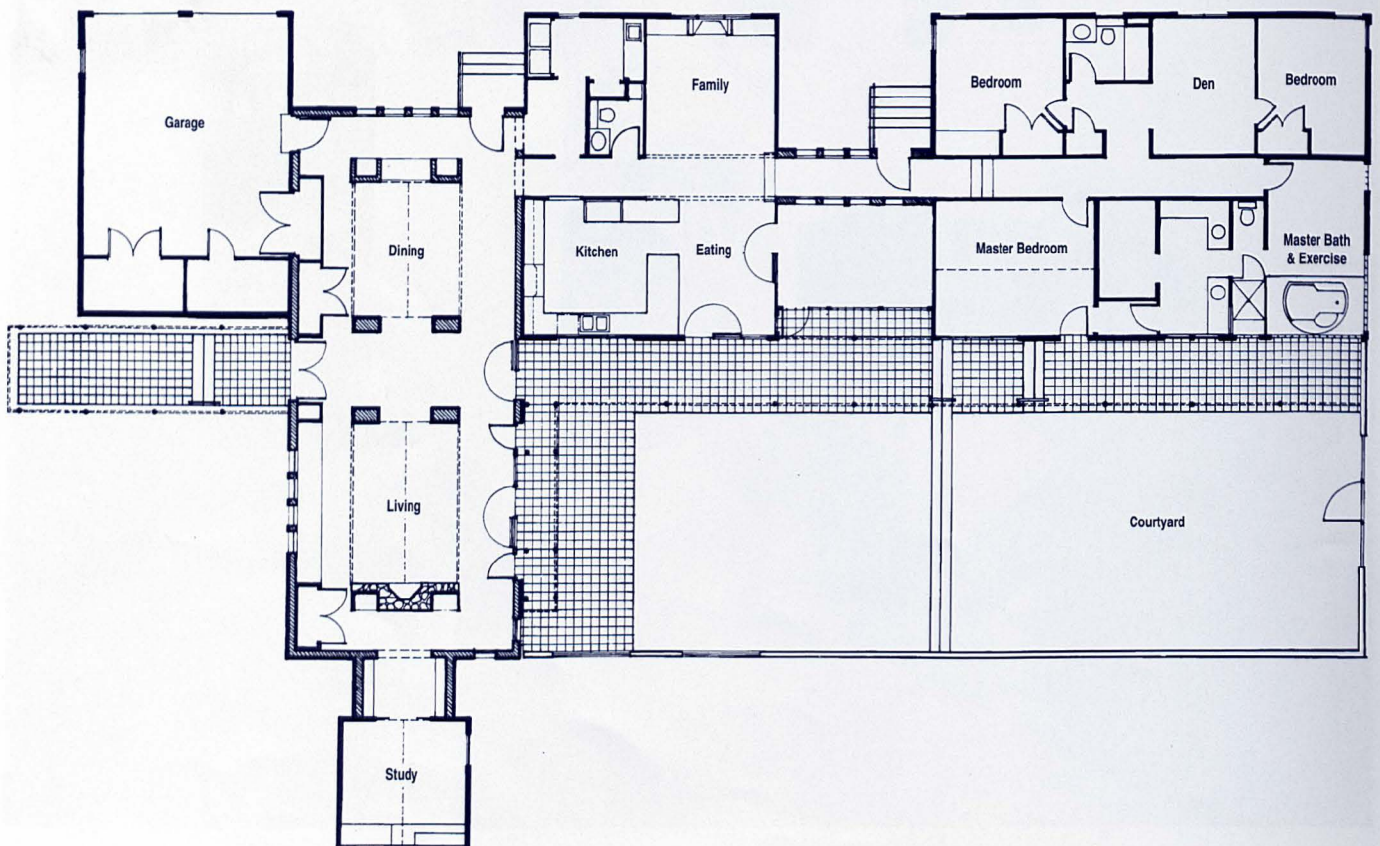 Garage
Family
Bedroom
Den
Bedroom
Dining
Kitchen
Eating
Master Bedroom
Master Bath
& Exercise
Living
Courtyard
Study